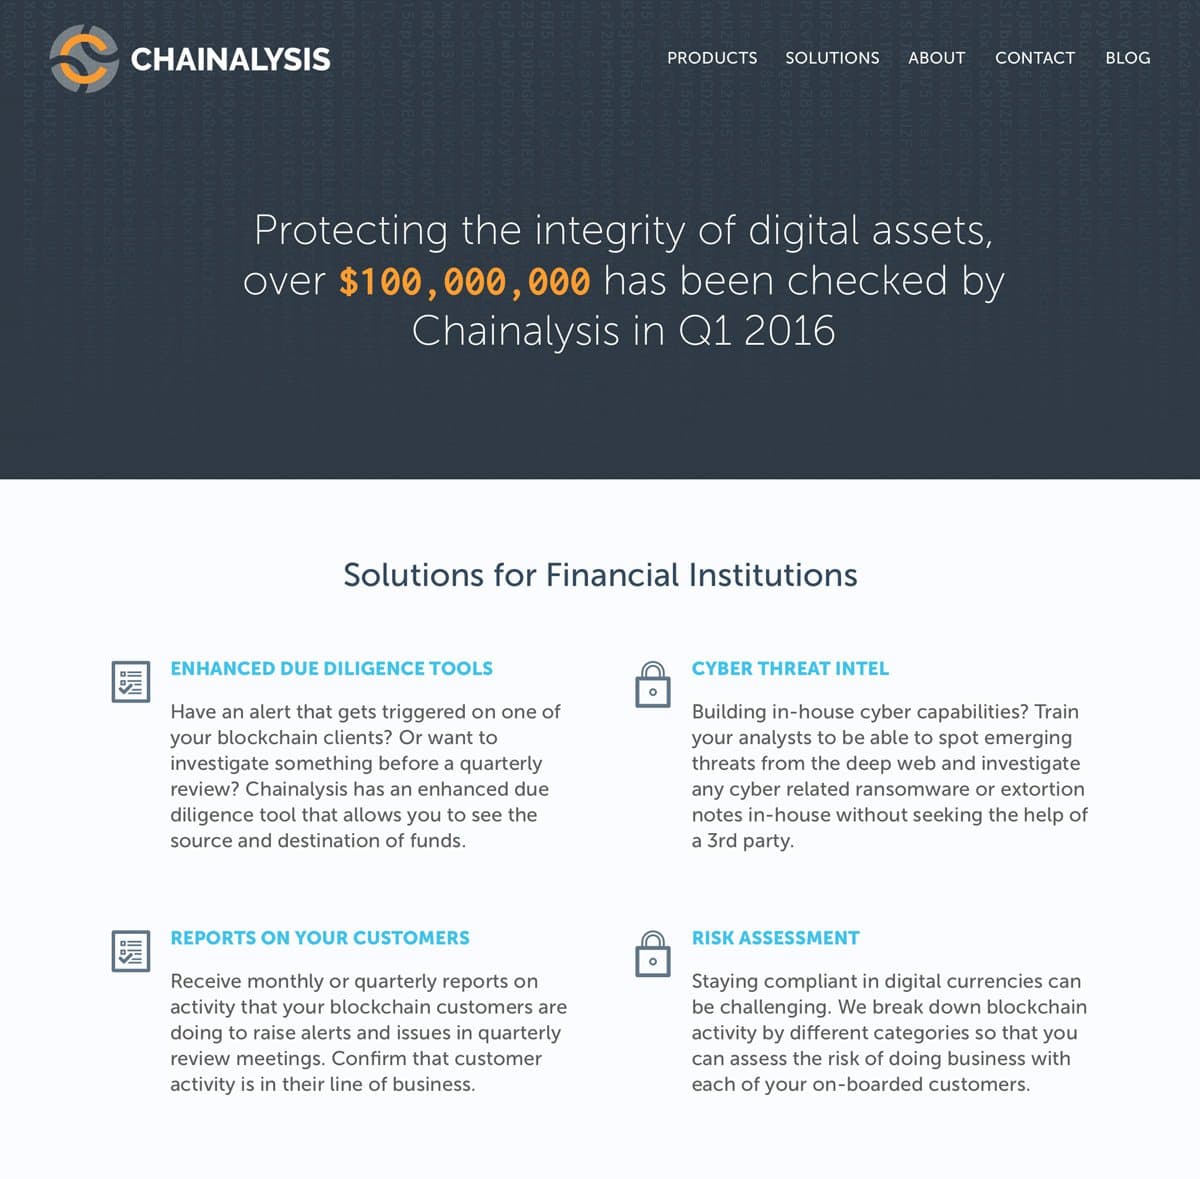 CHAINALYSIS
PRODUCTS SOLUTIONS ABOUT CONTACT BLOG
Protecting the integrity of digital assets,
over $100,000,000 has been checked by
Chainalysis in Q1 2016
Solutions for Financial Institutions
ENHANCED DUE DILIGENCE TOOLS
Have an alert that gets triggered on one of
your blockchain clients? Or want to
investigate something before a quarterly
review? Chainalysis has an enhanced due
diligence tool that allows you to see the
source and destination of funds.
CYBER THREAT INTEL
Building in-house cyber capabilities? Train
your analysts to be able to spot emerging
threats from the deep web and investigate
any cyber related ransomware or extortion
notes in-house without seeking the help of
a 3rd party.
REPORTS ON YOUR CUSTOMERS
Receive monthly or quarterly reports on
activity that your blockchain customers are
doing to raise alerts and issues in quarterly
review meetings. Confirm that customer
activity is in their line of business.
RISK ASSESSMENT
Staying compliant in digital currencies can
be challenging. We break down blockchain
activity by different categories so that you
can assess the risk of doing business with
each of your on-boarded customers.